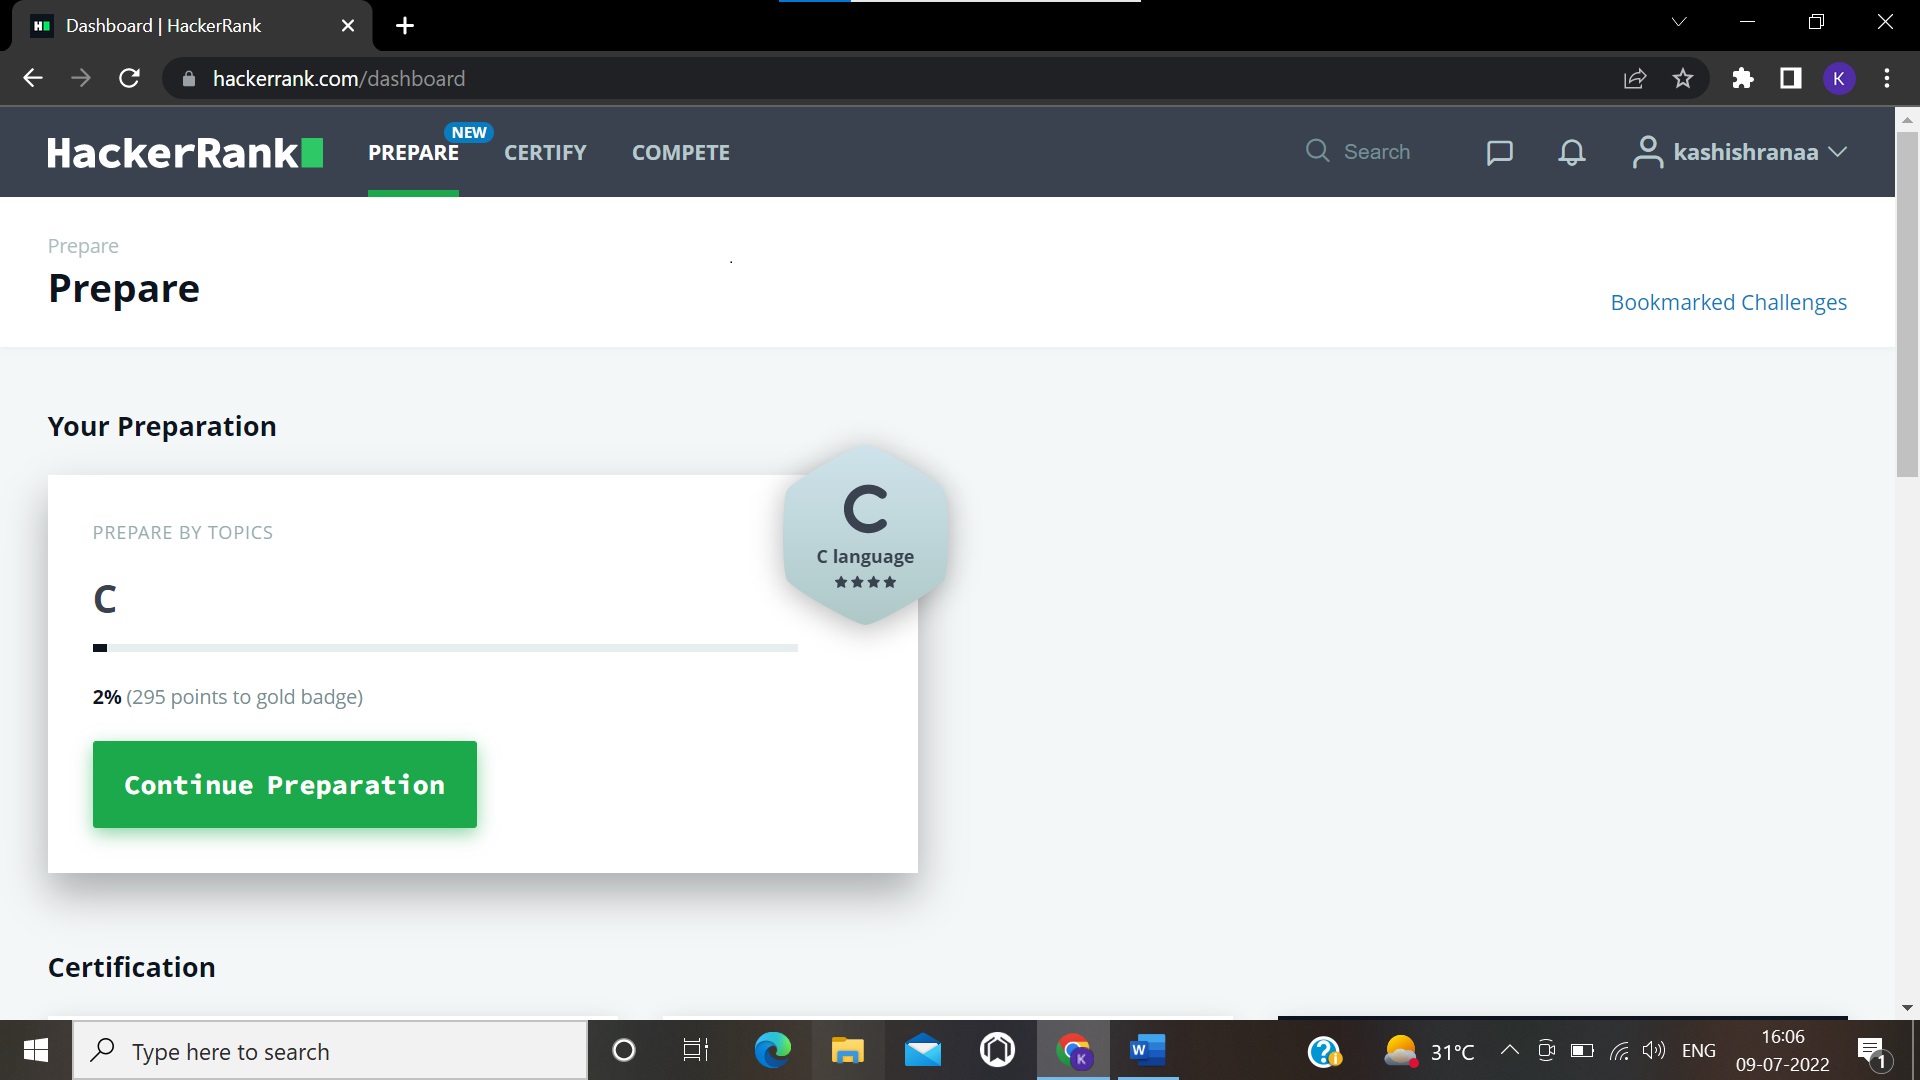 Dashboard | HackerRank
hackerrank.com/dashboard
K
HackerRank
PREPARE
NEW
CERTIFY
COMPETE
Search
kashishranaa
Prepare
Prepare
Bookmarked Challenges
Your Preparation
PREPARE BY TOPICS
C
C language
C
2% (295 points to gold badge)
Continue Preparation
Certification
Type here to search
K
W
31°C
ENG
16:06
09-07-2022
1